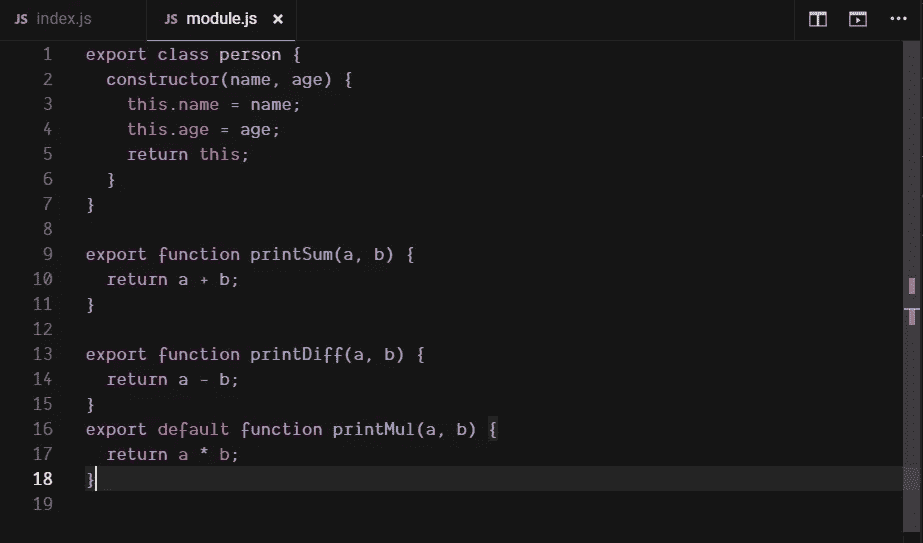 JS index.js
JS module.js ×
1 export class person {
2   constructor(name, age) {
3     this.name = name;
4     this.age = age;
5     return this;
6   }
7 }
8
9 export function printSum(a, b) {
10   return a + b;
11 }
12
13 export function printDiff(a, b) {
14   return a - b;
15 }
16 export default function printMul(a, b) {
17   return a * b;
18 }
19